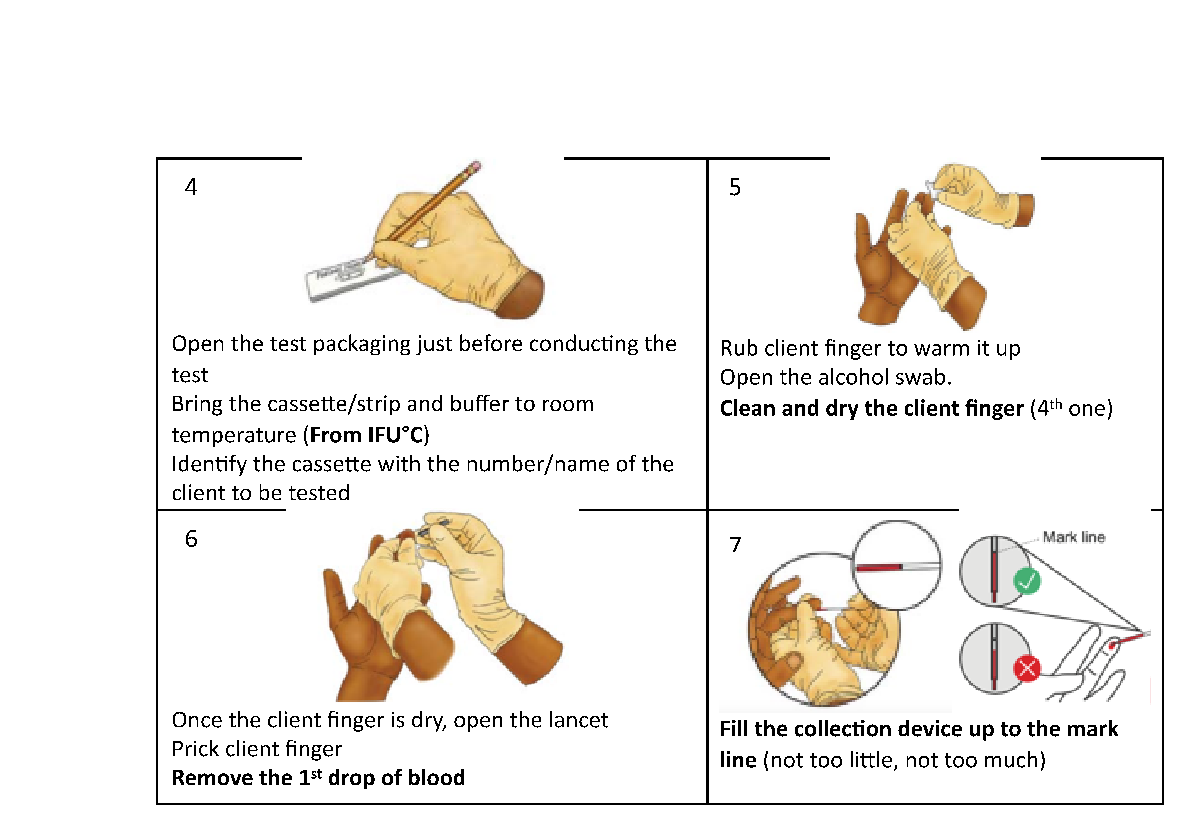 4
Open the test packaging just before conducting the
test
Bring the cassette/strip and buffer to room
temperature (From IFU°C)
Identify the cassette with the number/name of the
client to be tested
5
Rub client finger to warm it up
Open the alcohol swab.
Clean and dry the client finger (4th one)
6
Once the client finger is dry, open the lancet
Prick client finger
Remove the 1st drop of blood
7
Mark line
Fill the collection device up to the mark
line (not too little, not too much)